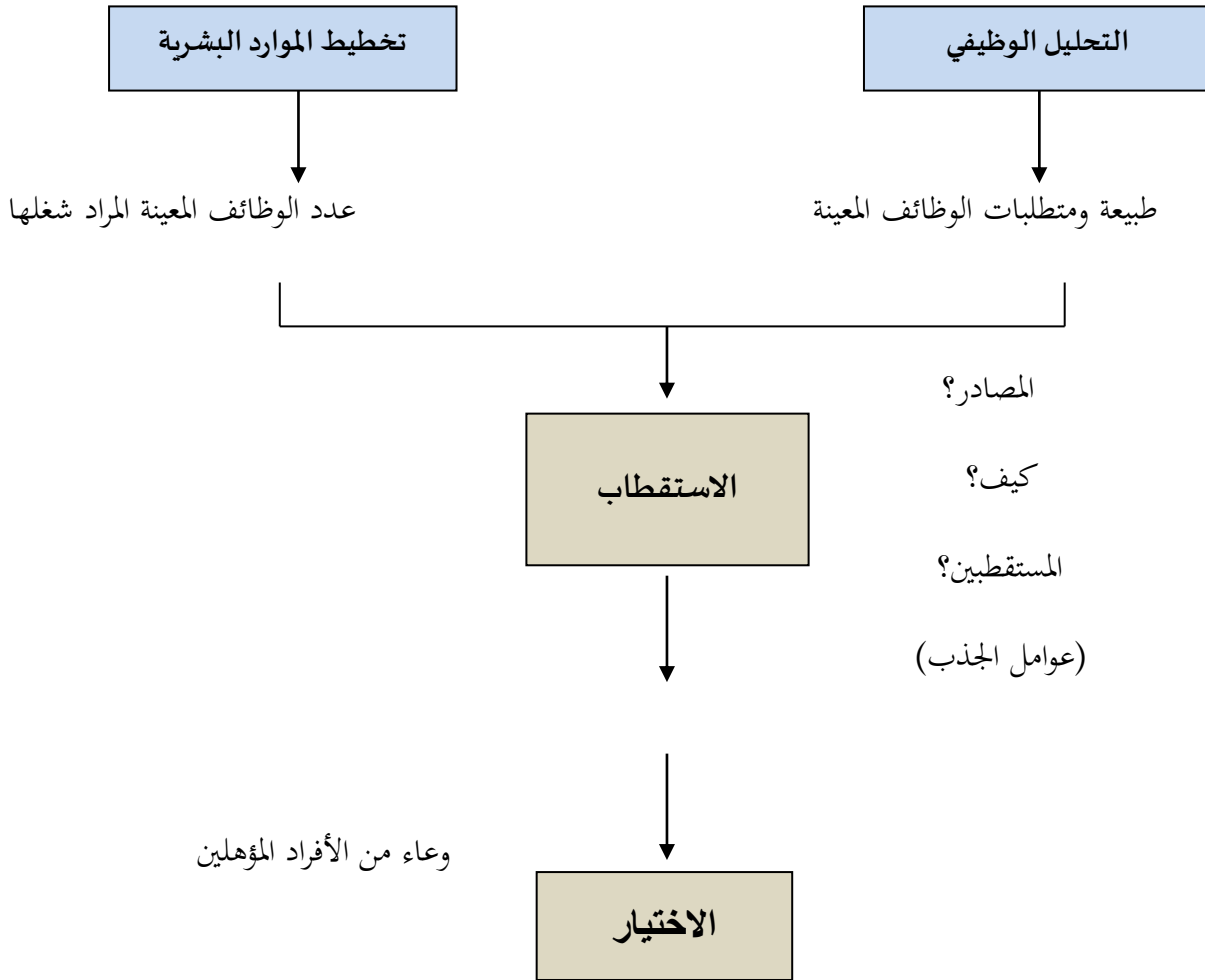 التحليل الوظيفي
تخطيط الموارد البشرية
طبيعة ومتطلبات الوظائف المعينة
عدد الوظائف المعينة المراد شغلها
المصادر؟
الاستقطاب
كيف؟
المستقطبين؟
(عوامل الجذب)
وعاء من الأفراد المؤهلين
الاختيار